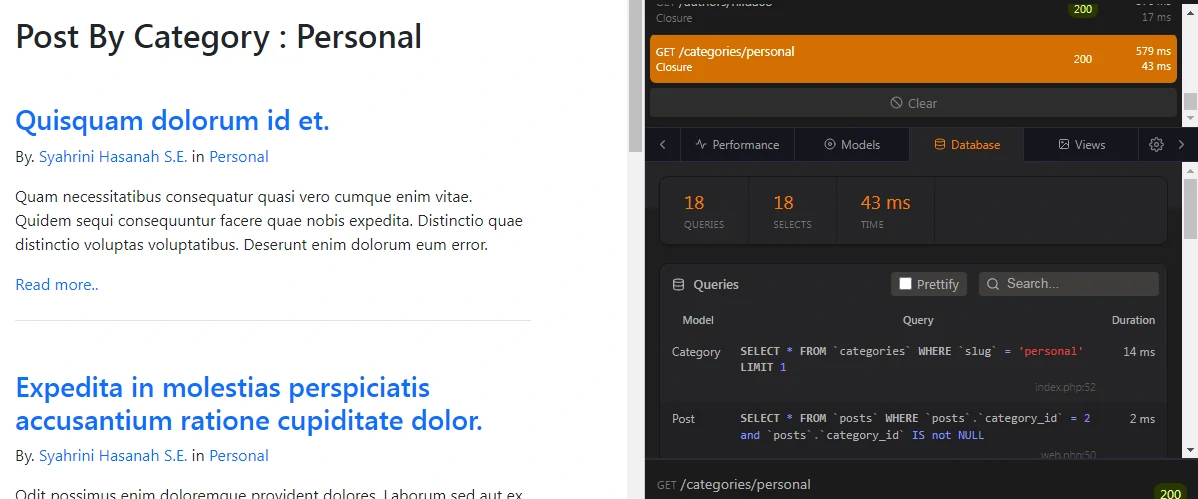 Post By Category : Personal
Quisquam dolorum id et.
By. Syahrini Hasanah S.E. in Personal
Quam necessitatibus consequatur quasi vero cumque enim vitae.
Quidem sequi consequuntur facere quae nobis expedita. Distinctio quae
distinctio voluptas voluptatibus. Deserunt enim dolorum eum error.
Read more..
Expedita in molestias perspiciatis
accusantium ratione cupiditate dolor.
By. Syahrini Hasanah S.E. in Personal
Odit possimus enim doloremque provident dolores. Laborum sed aut ex
GET
200
Closure 17 ms
GET /categories/personal 579 ms
200
Closure 43 ms
Clear
Performance Models Database Views
18 18 43 ms
QUERIES SELECTS TIME
Queries Prettify Search...
Model Query Duration
Category SELECT * FROM `categories` WHERE `slug` = 'personal' 14 ms
LIMIT 1
index.php:52
Post SELECT * FROM `posts` WHERE `posts`.`category_id` = 2 2 ms
and `posts`.`category_id` IS not NULL
web.php:50
GET /categories/personal
200